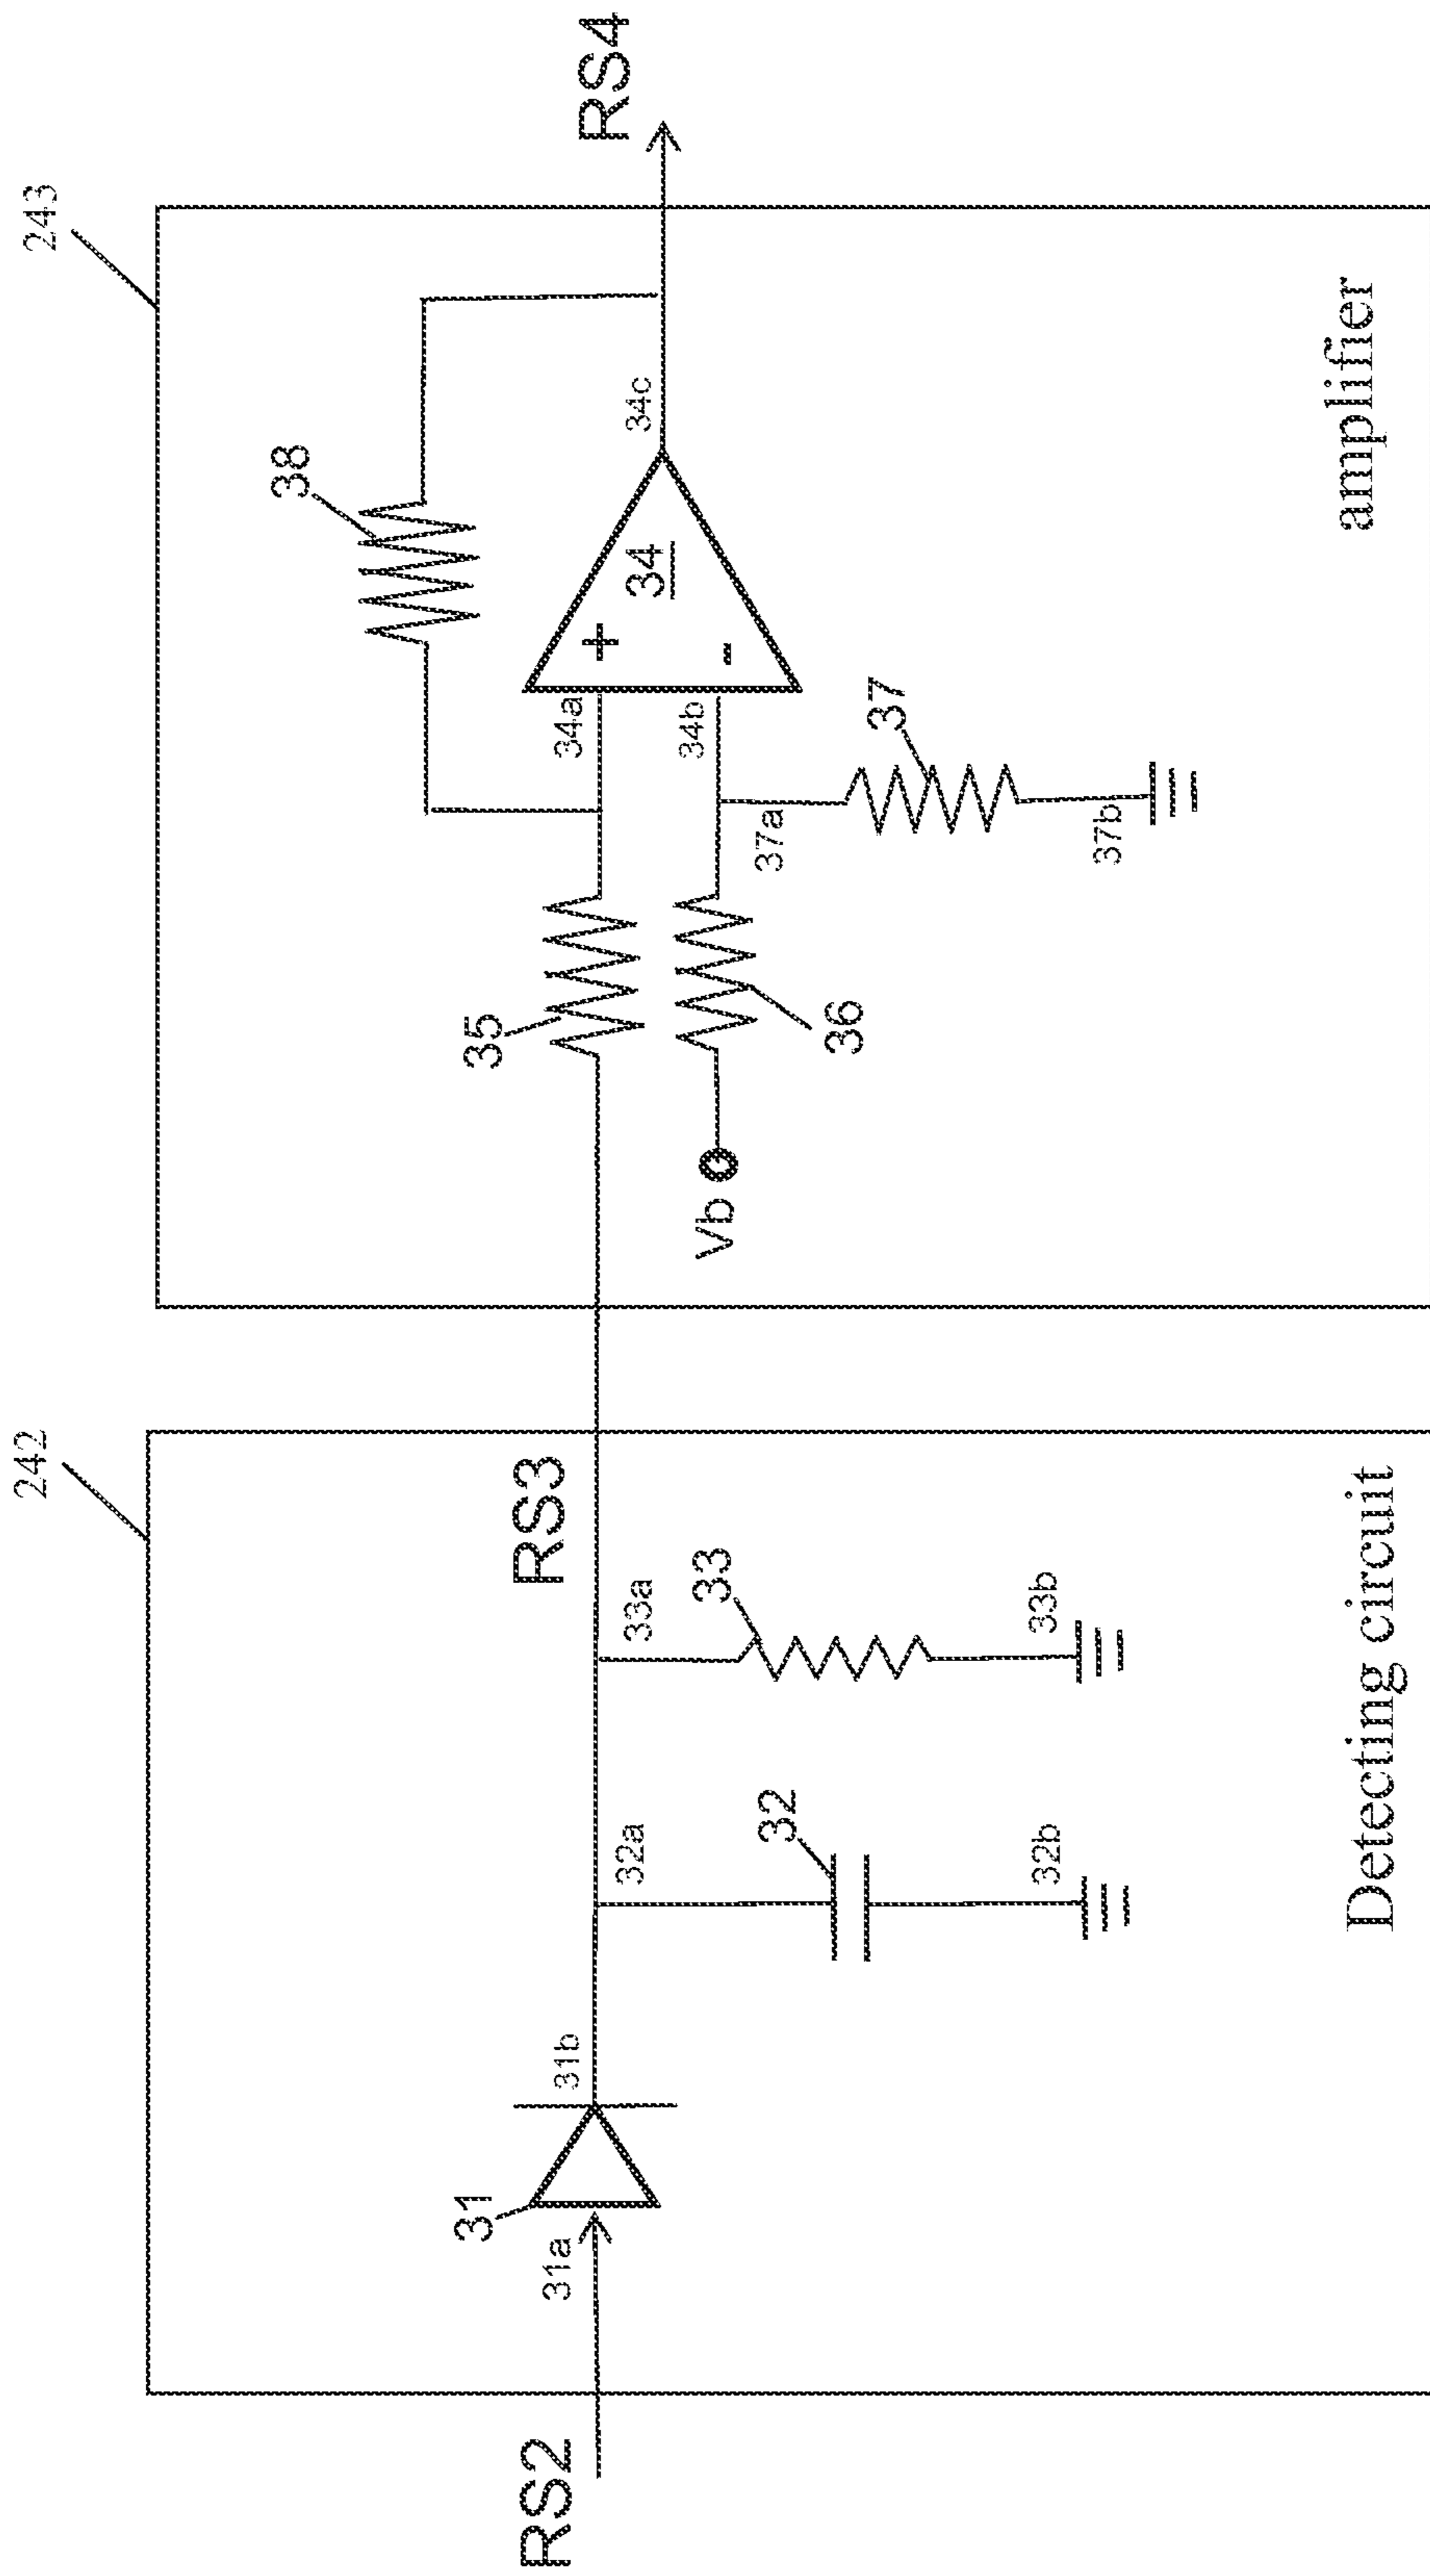 242
243
RS2
31a
31
31b
32a
32
32b
RS3
33a
33
33b
Detecting circuit
35
Vb
36
34a
34b
+
-
34
34c
38
37a
37
37b
amplifier
RS4